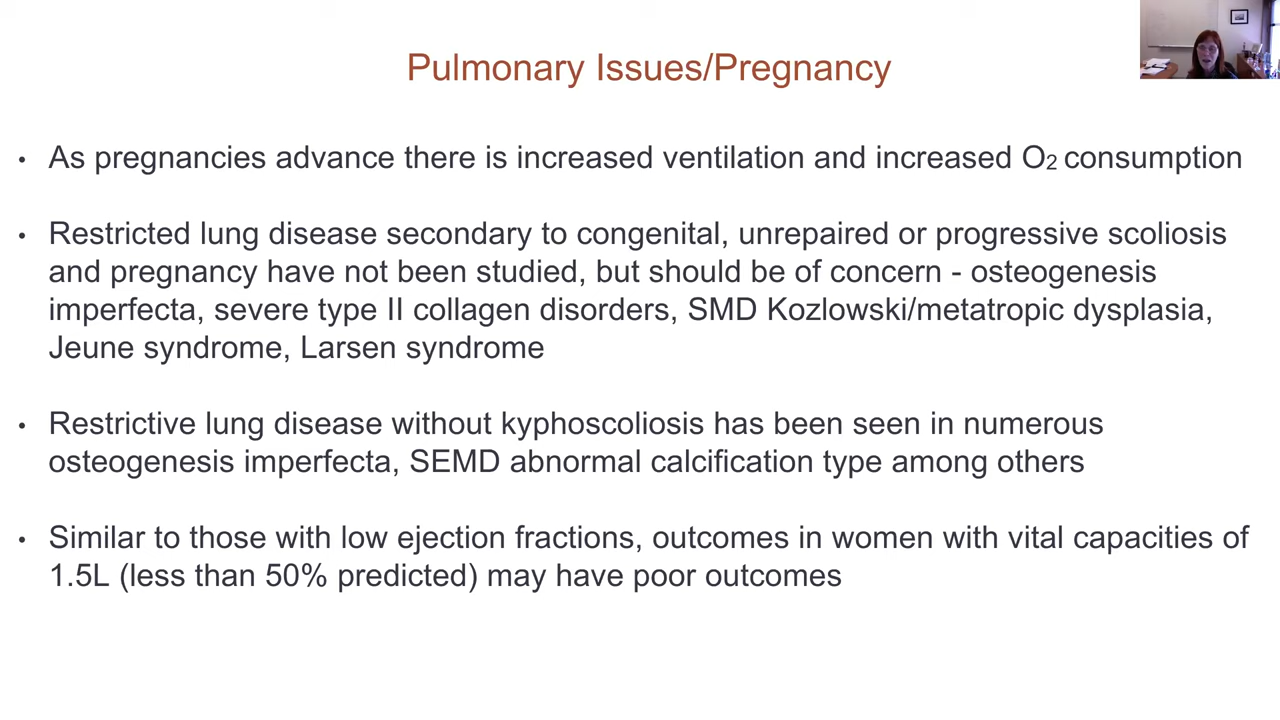 Pulmonary Issues/Pregnancy
• As pregnancies advance there is increased ventilation and increased O2 consumption
• Restricted lung disease secondary to congenital, unrepaired or progressive scoliosis
and pregnancy have not been studied, but should be of concern - osteogenesis
imperfecta, severe type II collagen disorders, SMD Kozlowski/metatropic dysplasia,
Jeune syndrome, Larsen syndrome
• Restrictive lung disease without kyphoscoliosis has been seen in numerous
osteogenesis imperfecta, SEMD abnormal calcification type among others
• Similar to those with low ejection fractions, outcomes in women with vital capacities of
1.5L (less than 50% predicted) may have poor outcomes